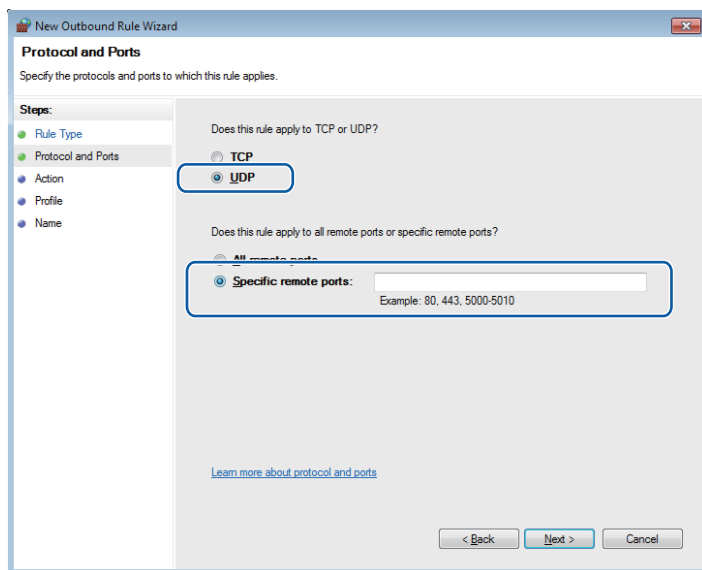 New Outbound Rule Wizard
Protocol and Ports
Specify the protocols and ports to which this rule applies.
Steps:
Rule Type
Protocol and Ports
Action
Profile
Name
Does this rule apply to TCP or UDP?
TCP
UDP
Does this rule apply to all remote ports or specific remote ports?
All remote ports
Specific remote ports:
Example: 80, 443, 5000-5010
Learn more about protocol and ports
< Back
Next >
Cancel